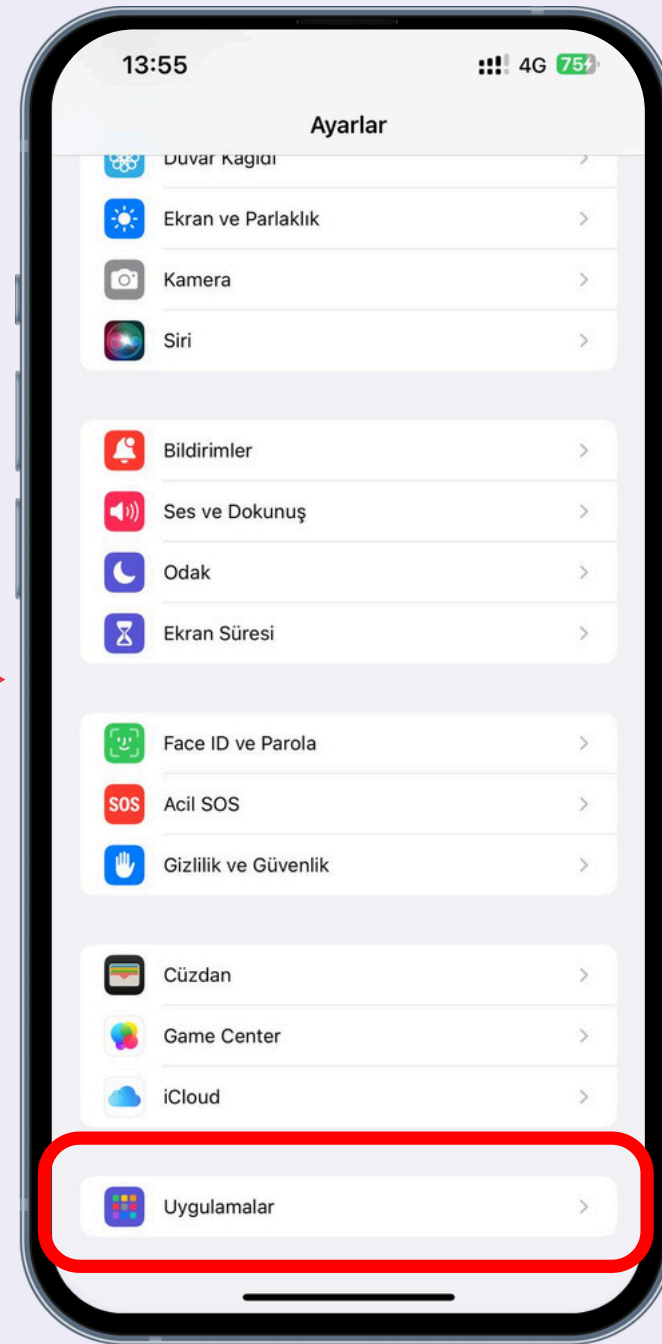 13:55
4G 75
Ayarlar
Duvar Kağıdı
Ekran ve Parlaklık
Kamera
Siri
Bildirimler
Ses ve Dokunuş
Odak
Ekran Süresi
Face ID ve Parola
SOS Acil SOS
Gizlilik ve Güvenlik
Cüzdan
Game Center
iCloud
Uygulamalar